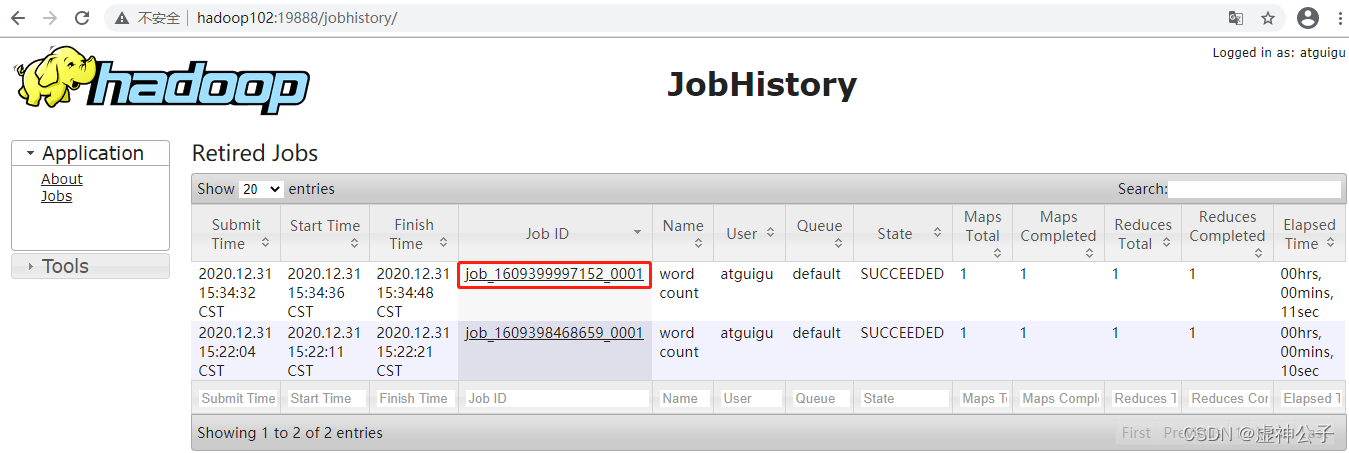 不安全 | hadoop102:19888/jobhistory/
Logged in as: atguigu
hadoop
JobHistory
Application
About
Jobs
Tools
Retired Jobs
Show 20 entries
Search:
Submit Time Start Time Finish Time Job ID Name User Queue State Maps Total Maps Completed Reduces Total Reduces Completed Elapsed Time
2020.12.31 15:34:32 CST 2020.12.31 15:34:36 CST 2020.12.31 15:34:48 CST job_1609399997152_0001 word count atguigu default SUCCEEDED 1 1 1 1 00hrs, 00mins, 11sec
2020.12.31 15:22:04 CST 2020.12.31 15:22:11 CST 2020.12.31 15:22:21 CST job_1609398468659_0001 word count atguigu default SUCCEEDED 1 1 1 1 00hrs, 00mins, 10sec
Submit Time Start Time Finish Time Job ID Name User Queue State Maps T Maps Compl Reduces T Reduces Cor Elapsed T
Showing 1 to 2 of 2 entries
First
CSDN @虚神公子